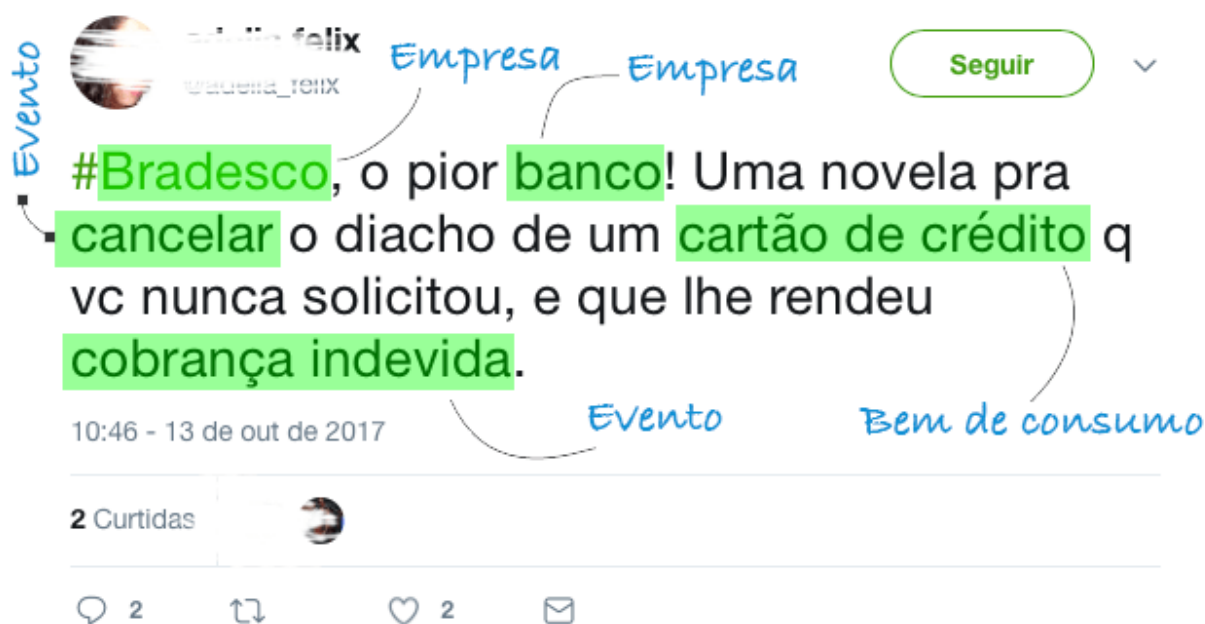 felix
Empresa
Empresa
Seguir
Evento
#Bradesco, o pior banco! Uma novela pra
cancelar o diacho de um cartão de crédito q
vc nunca solicitou, e que lhe rendeu
cobrança indevida.
Evento
Bem de consumo
10:46 - 13 de out de 2017
2 Curtidas
2
2